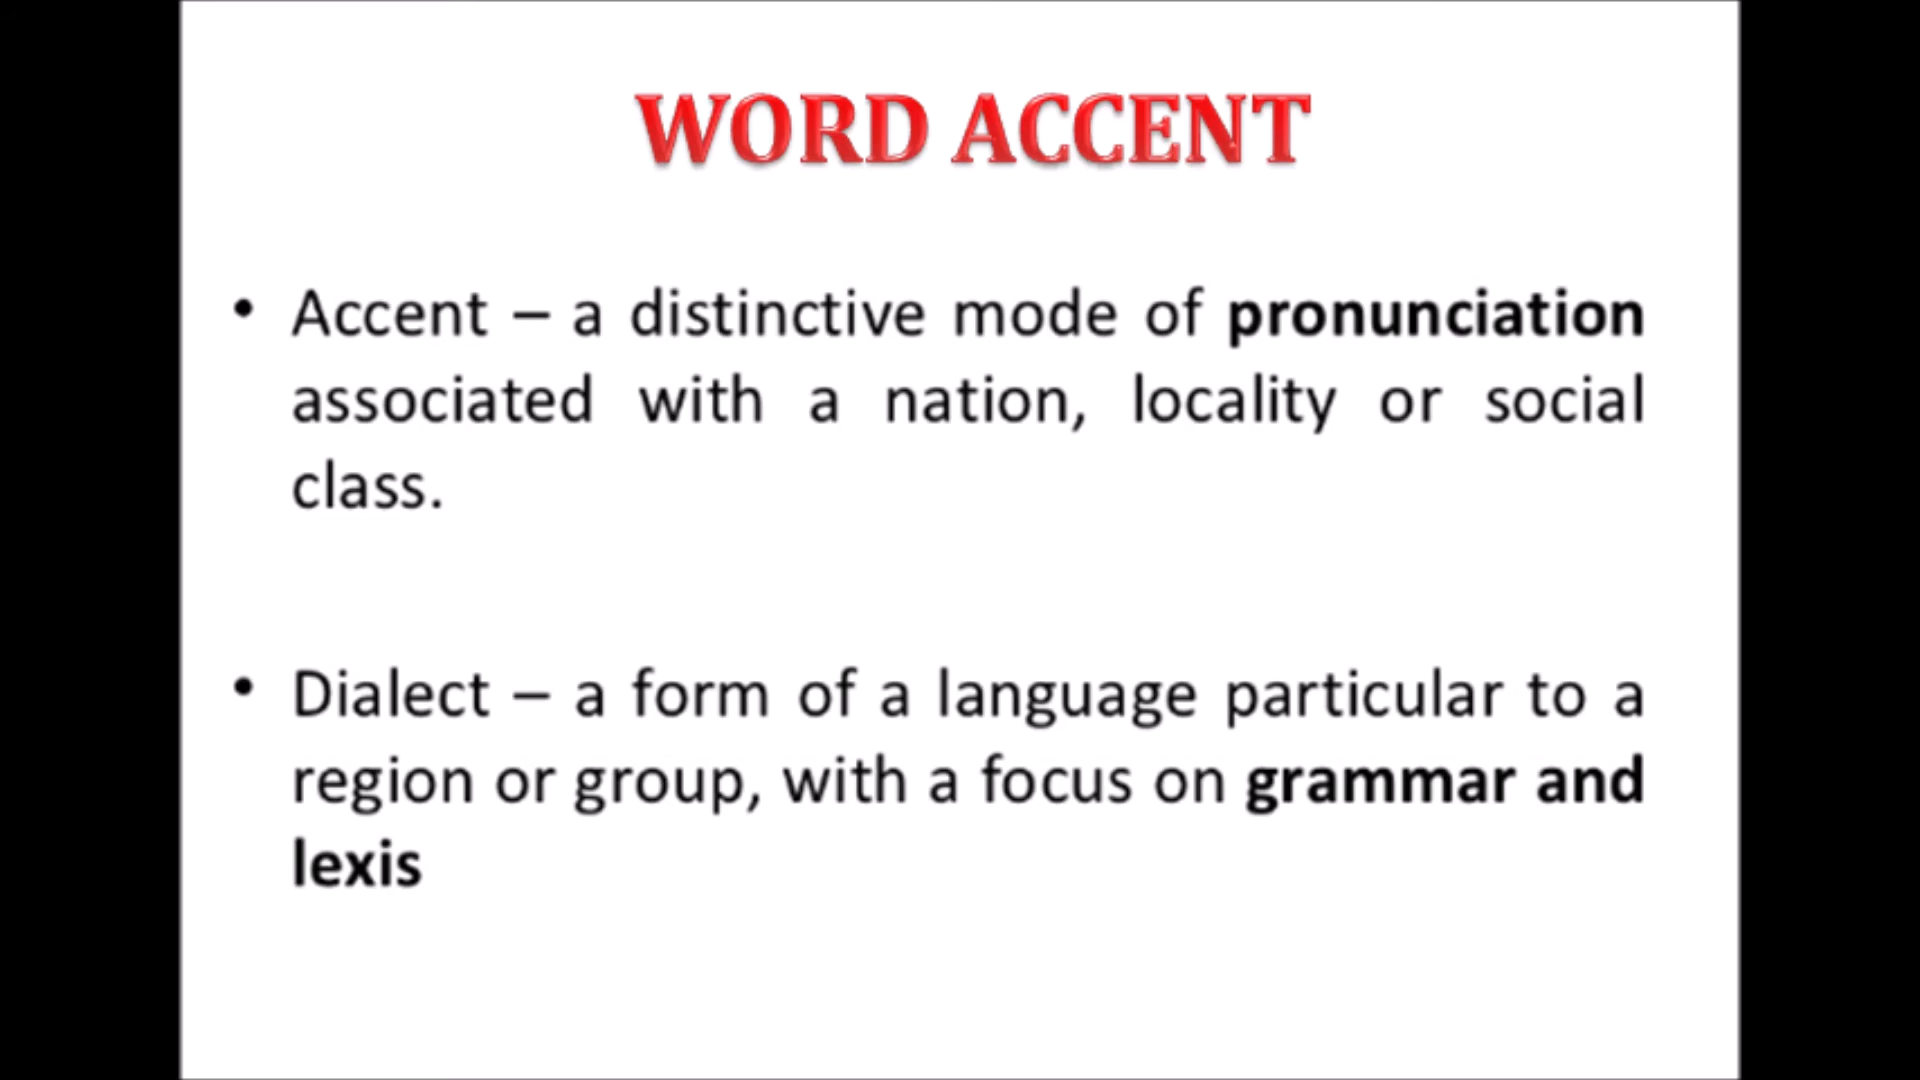 WORD ACCENT
• Accent – a distinctive mode of pronunciation
associated with a nation, locality or social
class.
• Dialect – a form of a language particular to a
region or group, with a focus on grammar and
lexis